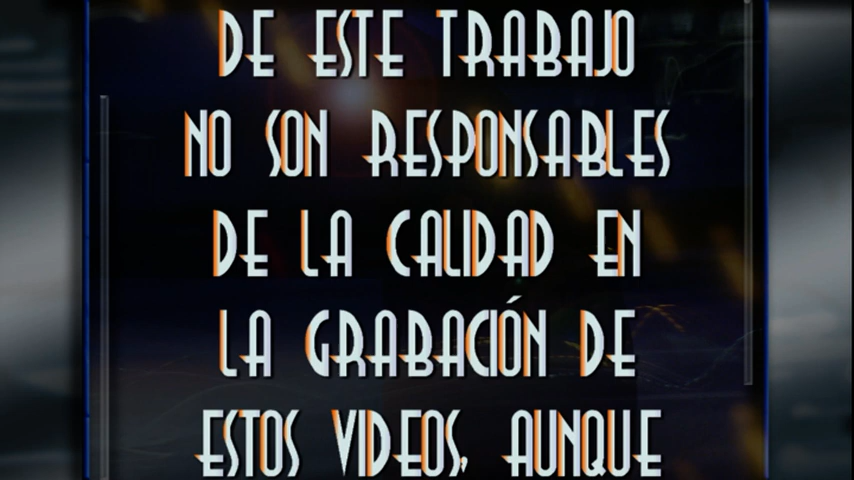 DE ESTE TRABAJO
NO SON RESPONSABLES
DE LA CALIDAD EN
LA GRABACIÓN DE
ESTOS VIDEOS, AUNQUE